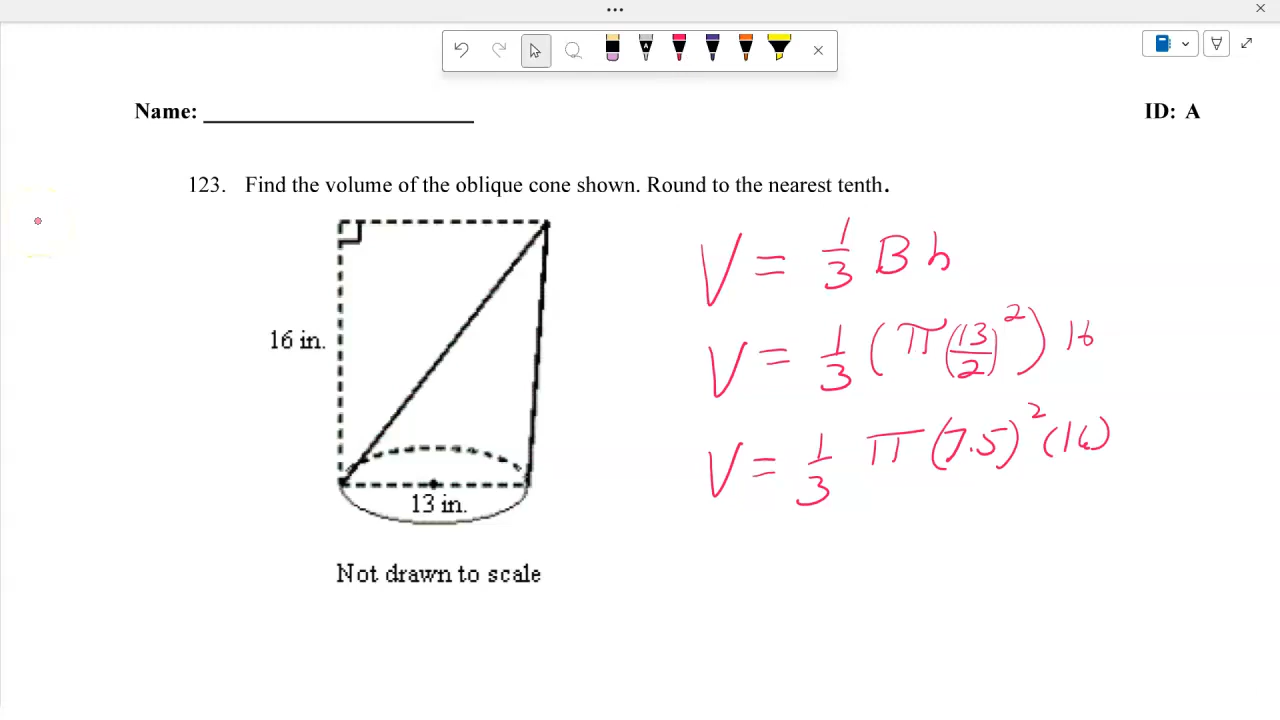 Name: ____________________ ID: A
123. Find the volume of the oblique cone shown. Round to the nearest tenth.
V = 1/3 B h
16 in.
V = 1/3 (π(13/2)²) 16
V = 1/3 π (7.5)² (16)
13 in.
Not drawn to scale